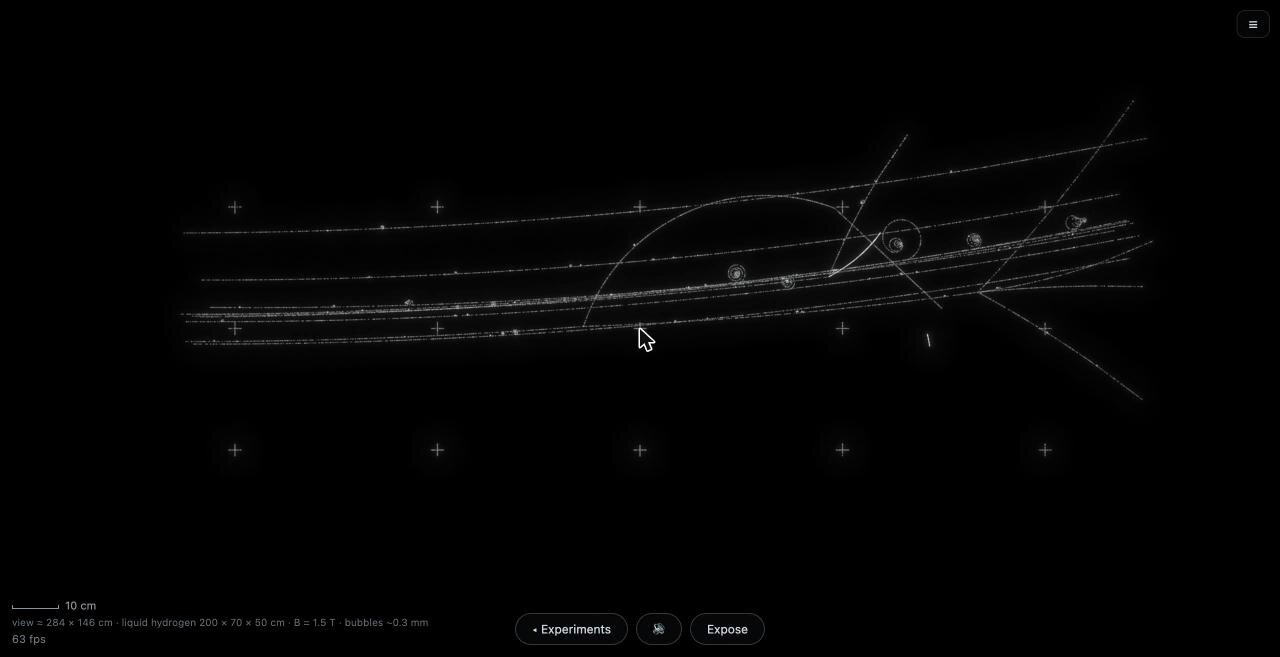 10 cm
view ≈ 284 × 146 cm · liquid hydrogen 200 × 70 × 50 cm · B = 1.5 T · bubbles ~0.3 mm
63 fps
Experiments
Expose